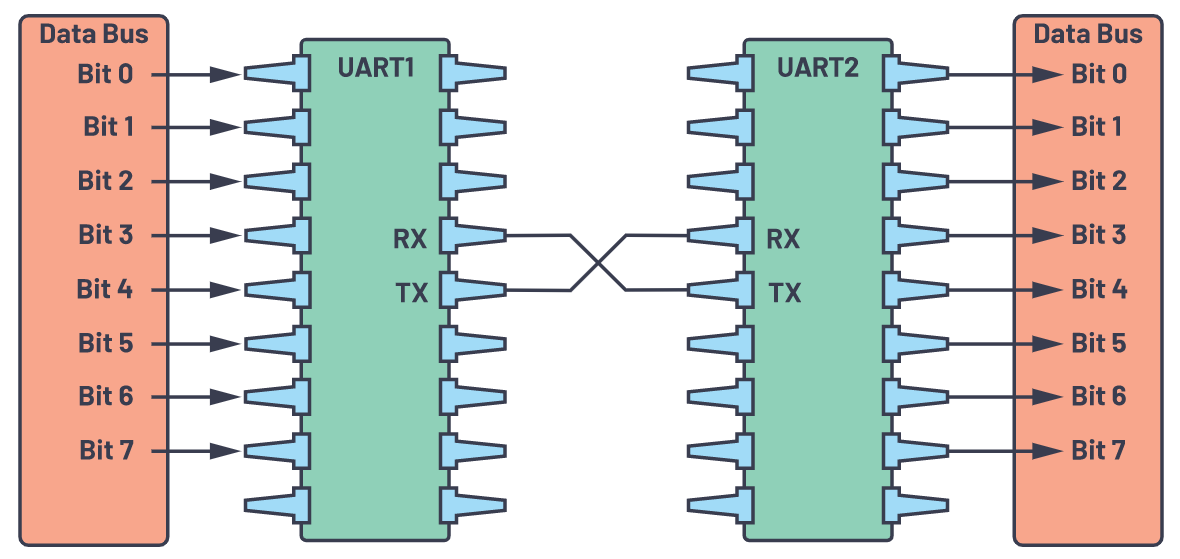 Data Bus
Bit 0
Bit 1
Bit 2
Bit 3
Bit 4
Bit 5
Bit 6
Bit 7
UART1
RX
TX
UART2
RX
TX
Data Bus
Bit 0
Bit 1
Bit 2
Bit 3
Bit 4
Bit 5
Bit 6
Bit 7